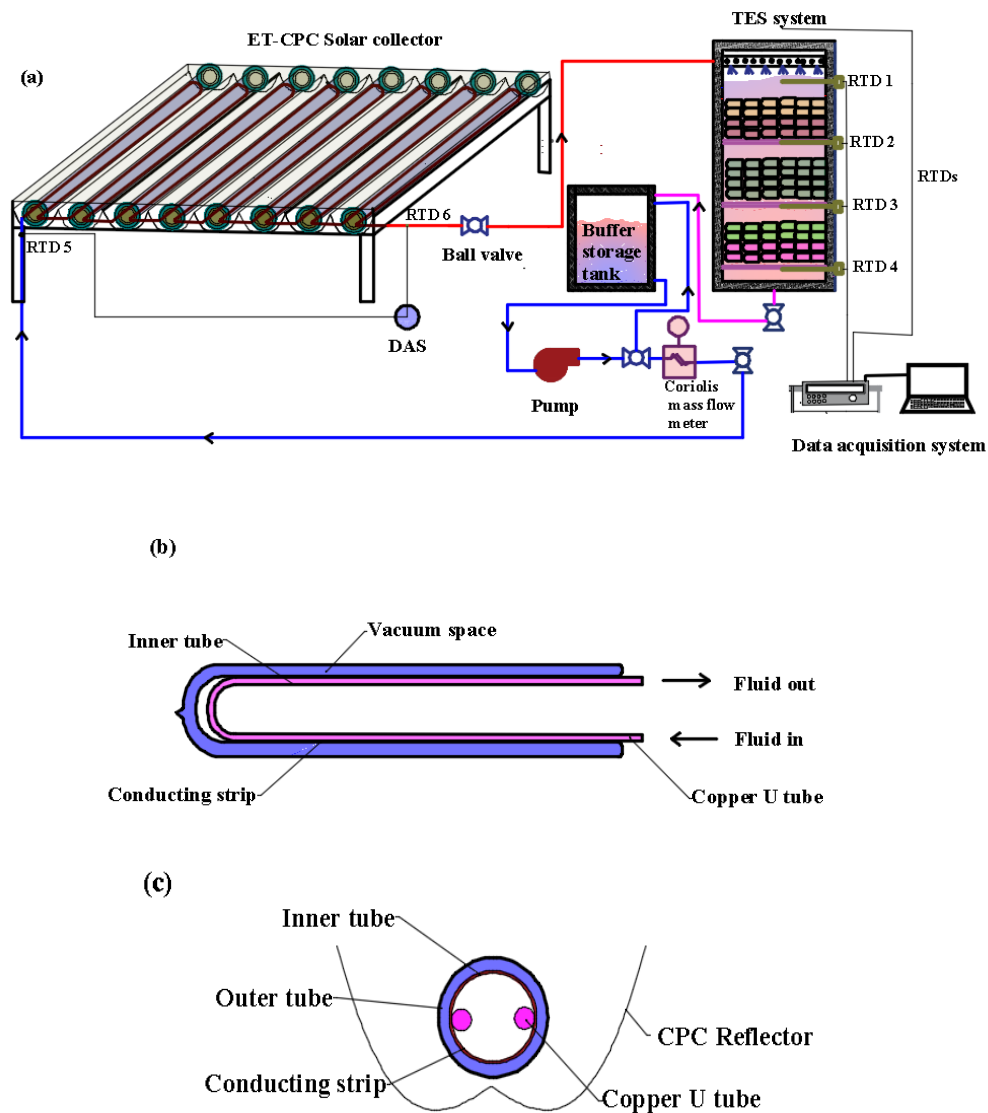 TES system
ET-CPC Solar collector
(a)
RTD 1
RTD 2
RTDs
RTD 3
RTD 4
RTD 5
RTD 6
Ball valve
Buffer
storage
tank
DAS
Pump
Coriolis
mass flow
meter
Data acquisition system
(b)
Inner tube
Vacuum space
Fluid out
Fluid in
Conducting strip
Copper U tube
(c)
Inner tube
Outer tube
CPC Reflector
Conducting strip
Copper U tube